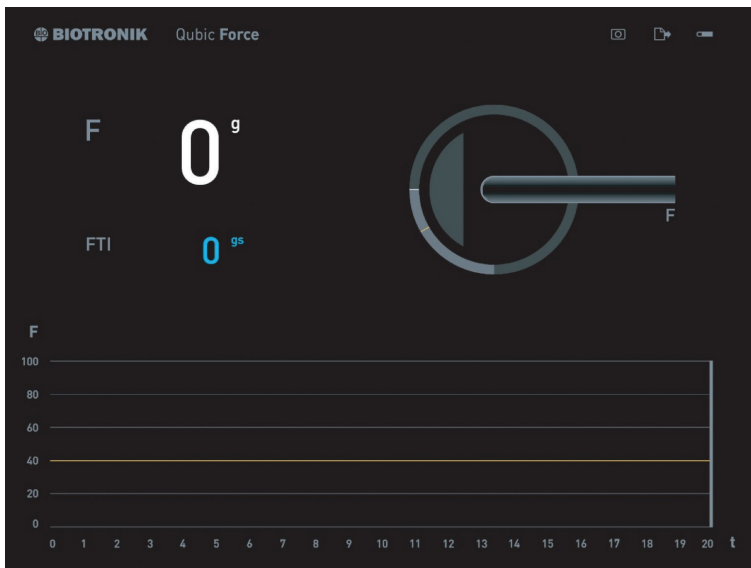 BIO BIOTRONIK Qubic Force
F 0 g
F
FTI 0 gs
F
100
80
60
40
20
0
0 1 2 3 4 5 6 7 8 9 10 11 12 13 14 15 16 17 18 19 20 t